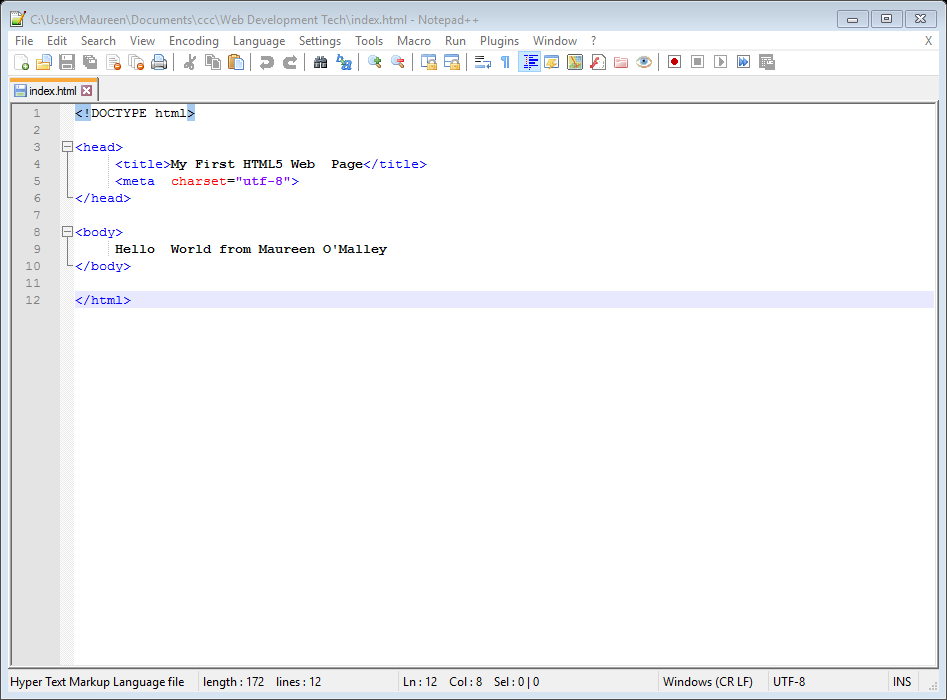 C:\Users\Maureen\Documents\ccc\Web Development Tech\index.html - Notepad++
File Edit Search View Encoding Language Settings Tools Macro Run Plugins Window ? X
index.html
1 <!DOCTYPE html>
2
3 <head>
4 <title>My First HTML5 Web  Page</title>
5 <meta  charset="utf-8">
6 </head>
7
8 <body>
9 Hello  World from Maureen O'Malley
10 </body>
11
12 </html>
Hyper Text Markup Language file length : 172 lines : 12 Ln : 12 Col : 8 Sel : 0 | 0 Windows (CR LF) UTF-8 INS